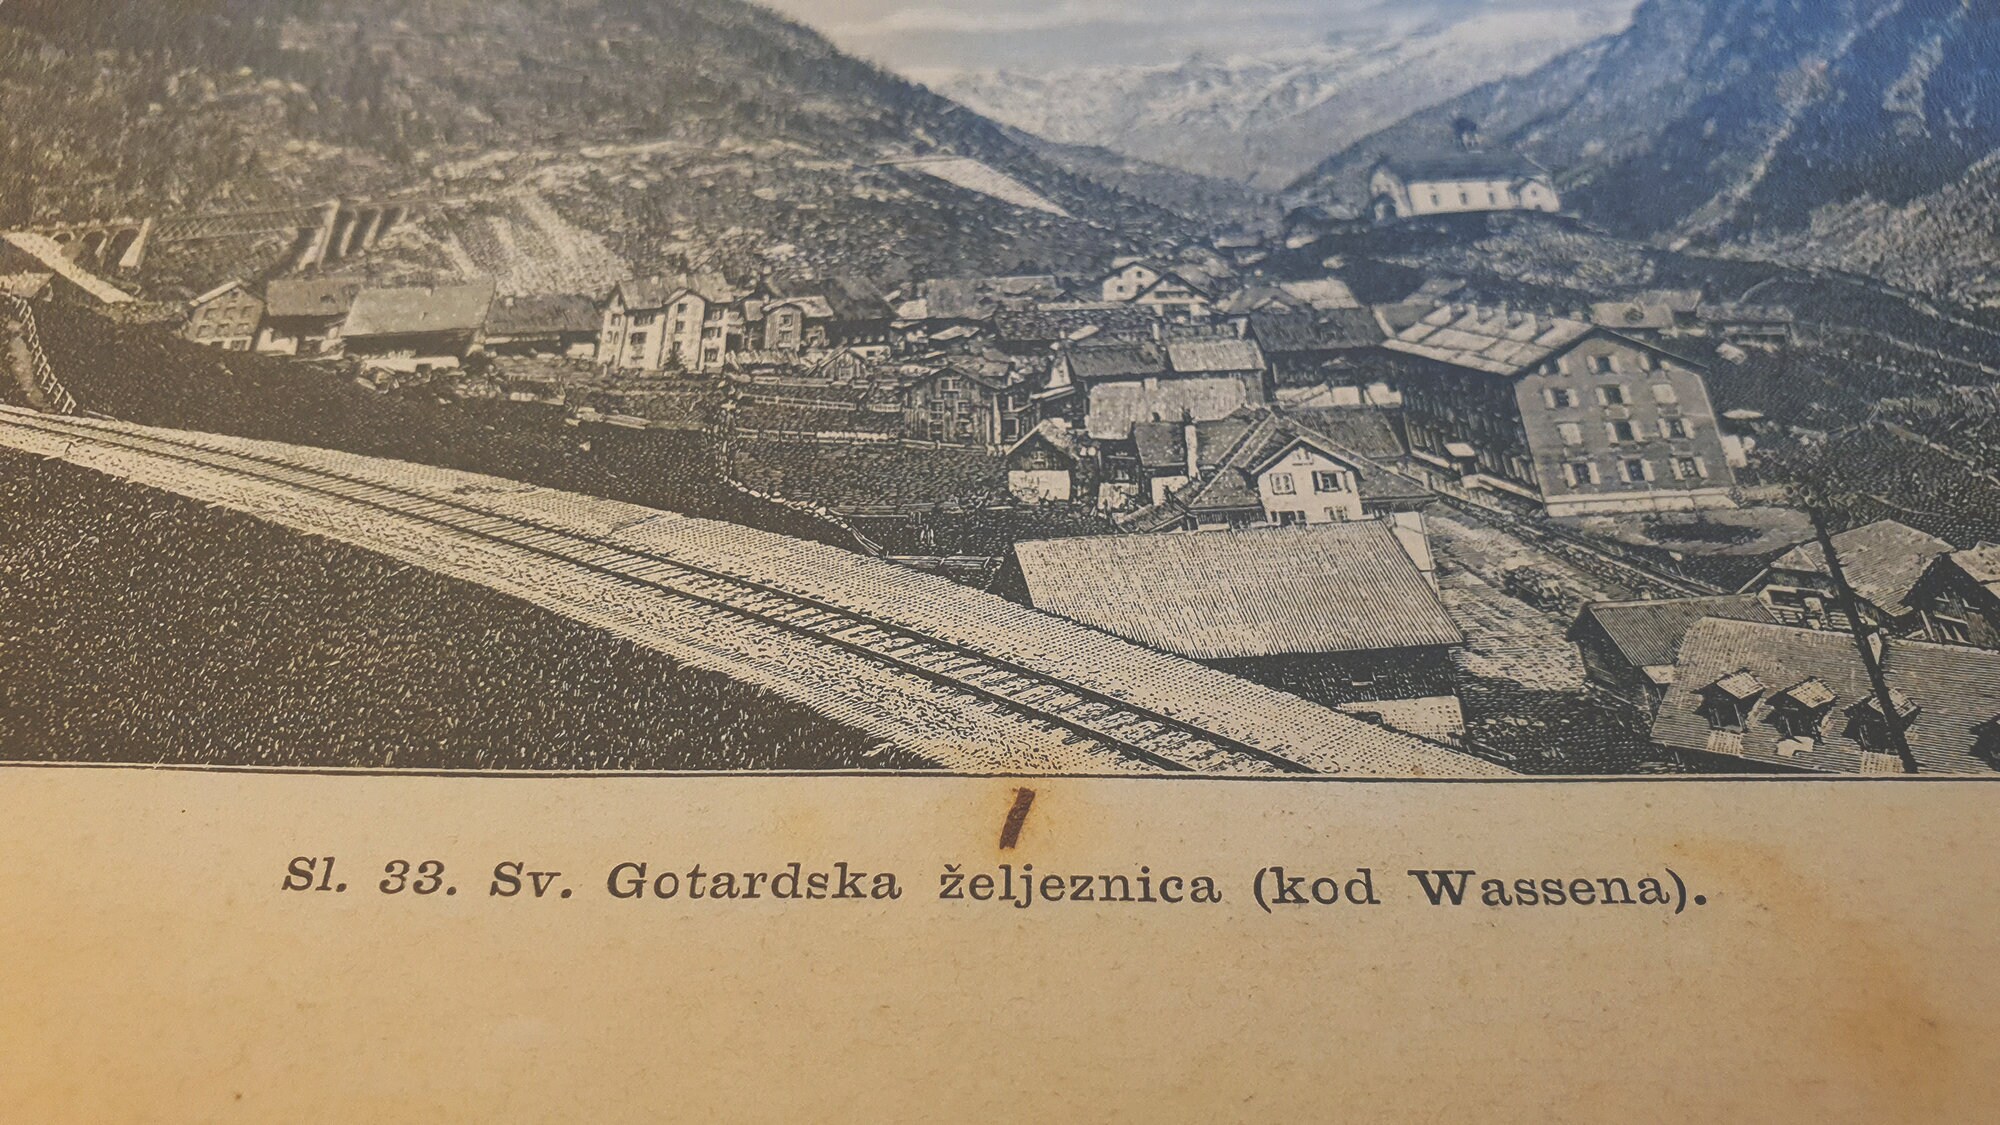 Sl. 33. Sv. Gotardska željeznica (kod Wassena).